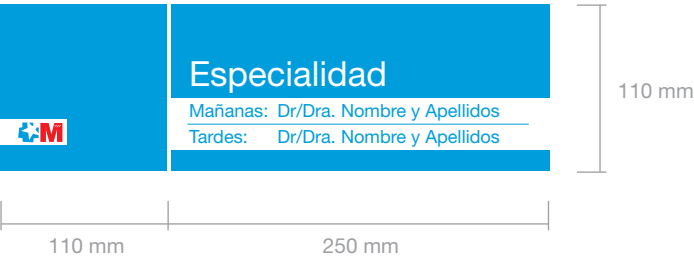 Especialidad
Mañanas: Dr/Dra. Nombre y Apellidos
Tardes: Dr/Dra. Nombre y Apellidos
M
110 mm
110 mm
250 mm